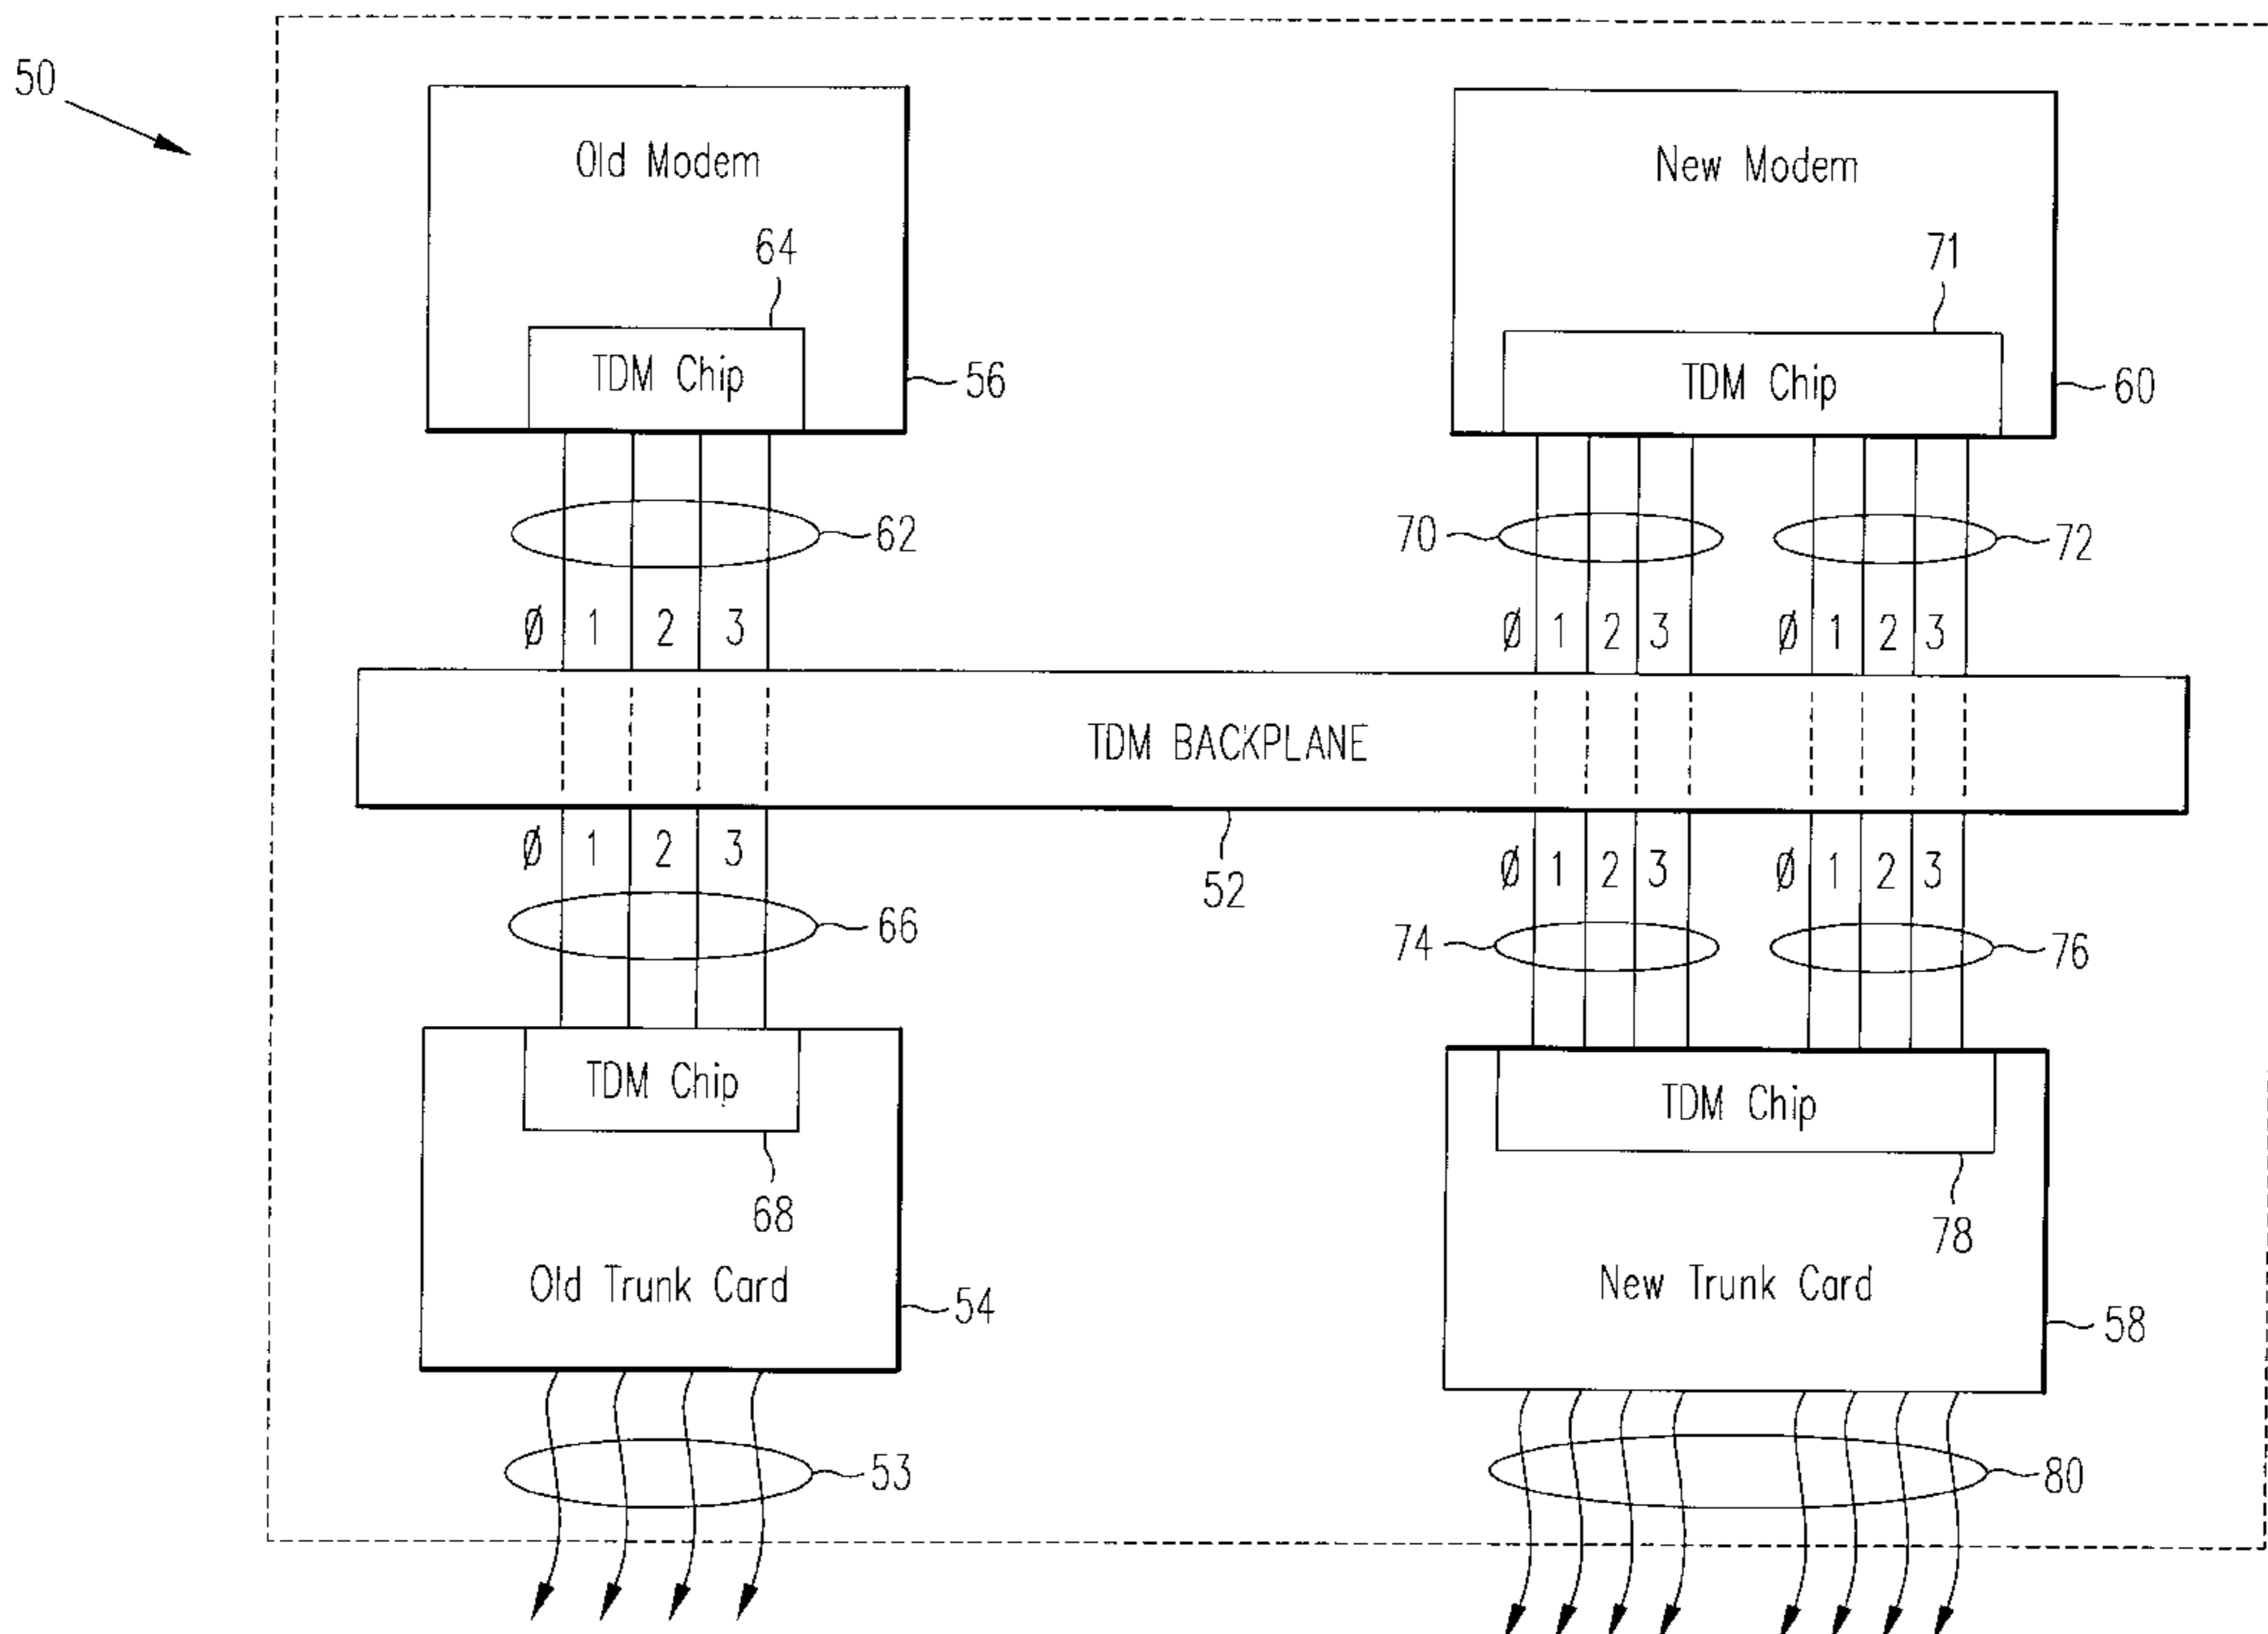 50
Old Modem
New Modem
64
71
TDM Chip
56
TDM Chip
60
62
70
72
Ø 1 2 3
Ø 1 2 3
Ø 1 2 3
TDM BACKPLANE
Ø 1 2 3
Ø 1 2 3
Ø 1 2 3
52
66
74
76
TDM Chip
TDM Chip
68
78
Old Trunk Card
54
New Trunk Card
58
53
80